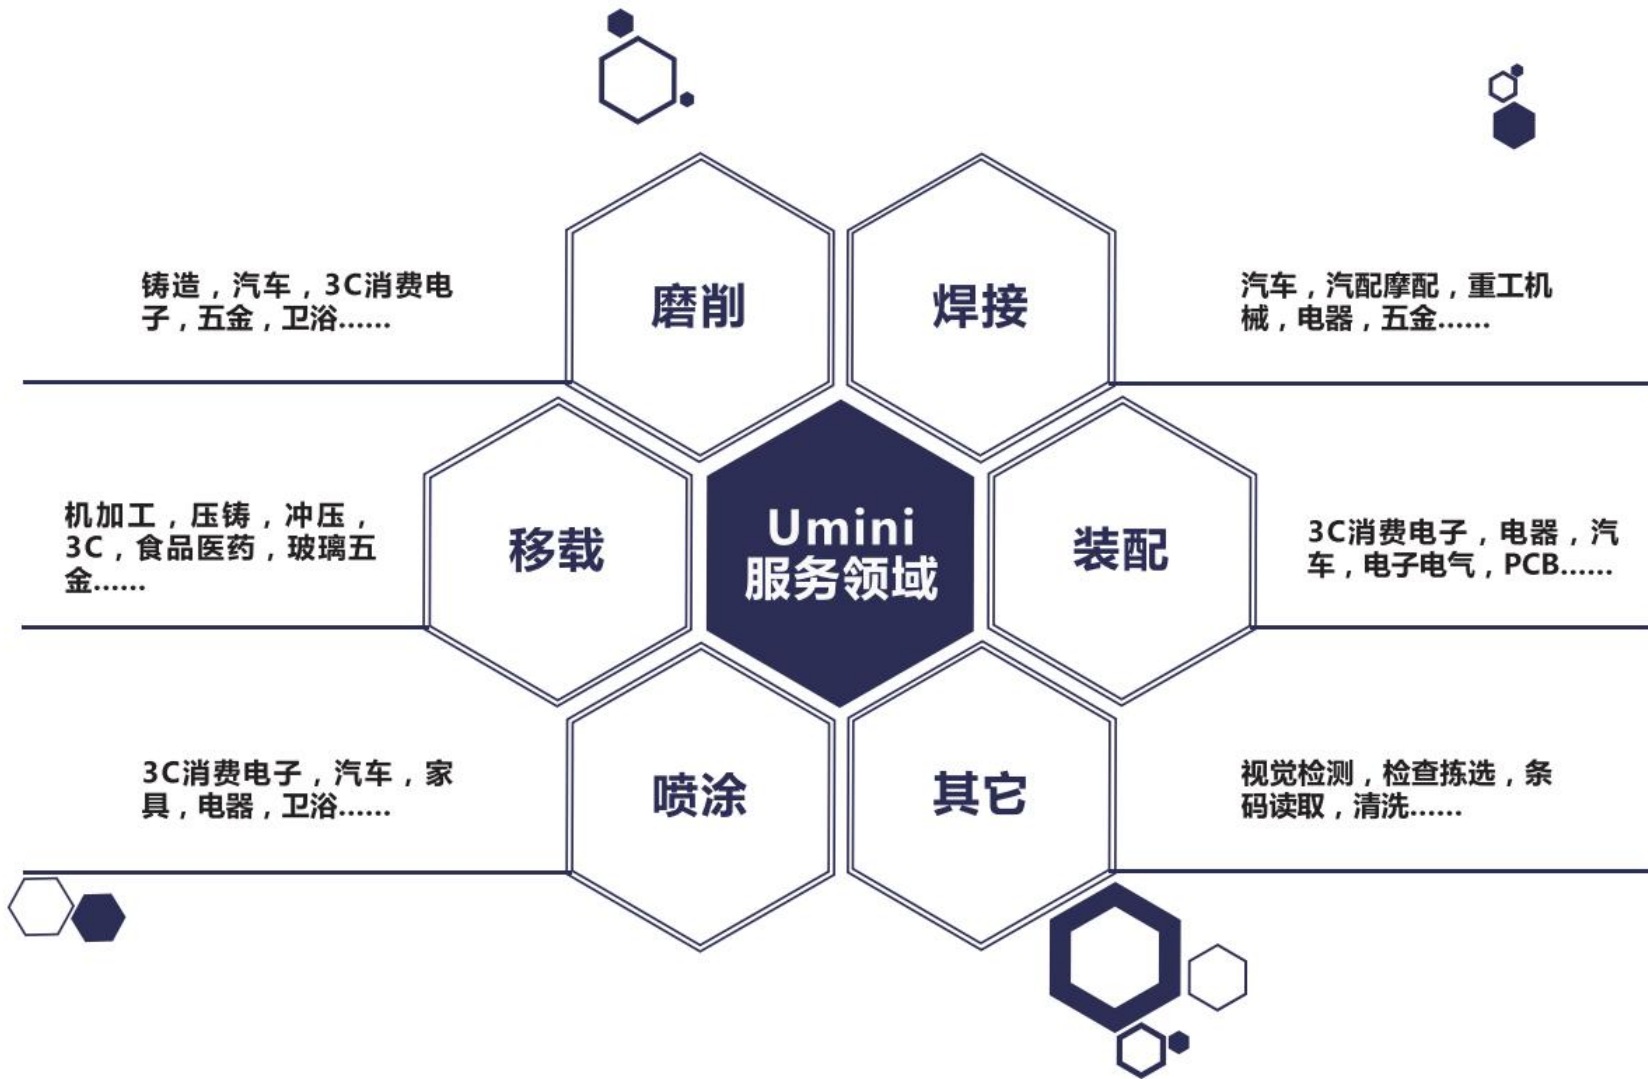 铸造，汽车，3C消费电
子，五金，卫浴……
磨削
焊接
汽车，汽配摩配，重工机
械，电器，五金……
机加工，压铸，冲压，
3C，食品医药，玻璃五
金……
移载
Umini
服务领域
装配
3C消费电子，电器，汽
车，电子电气，PCB……
3C消费电子，汽车，家
具，电器，卫浴……
喷涂
其它
视觉检测，检查拣选，条
码读取，清洗……